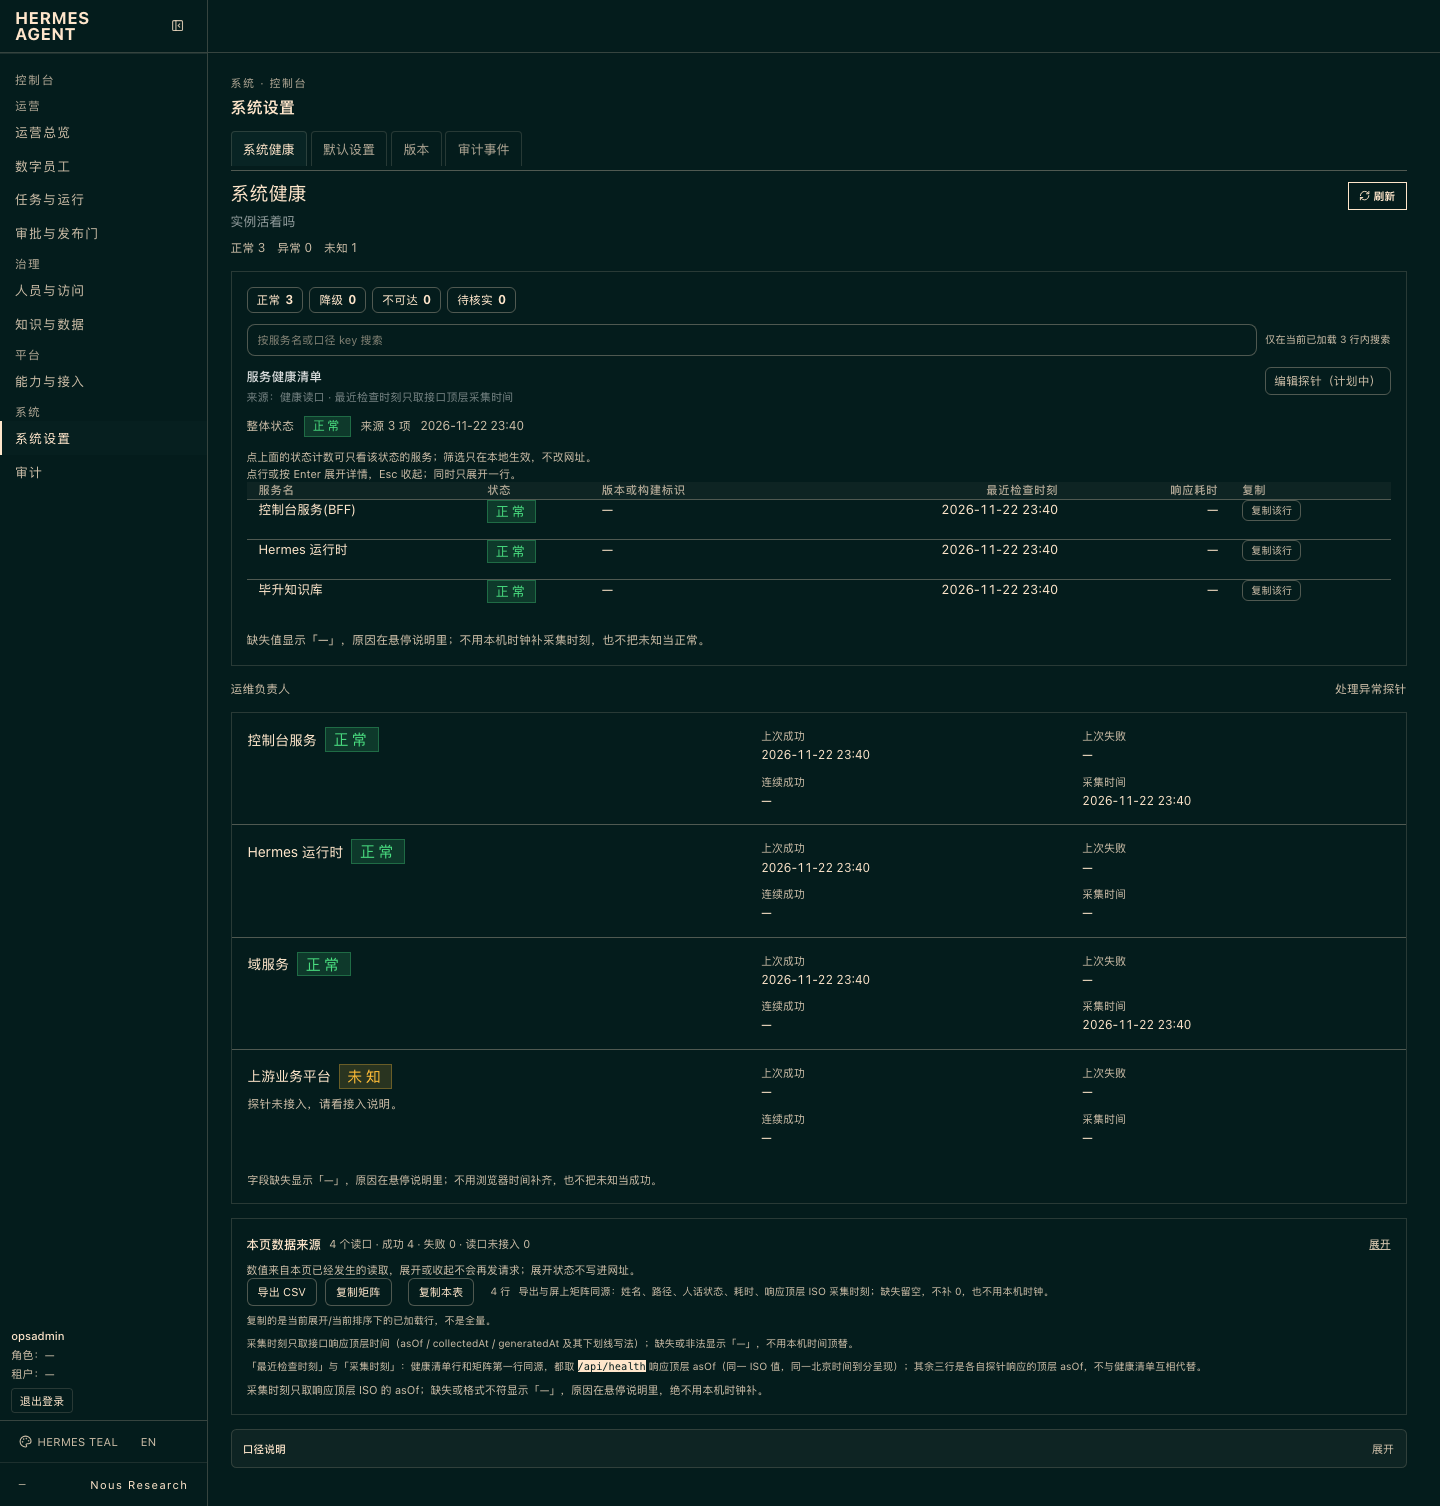 HERMES
AGENT
控制台
运营
运营总览
数字员工
任务与运行
审批与发布门
治理
人员与访问
知识与数据
平台
能力与接入
系统
系统设置
审计
opsadmin
角色：—
租户：—
退出登录
HERMES TEAL EN
— Nous Research
系统 · 控制台
系统设置
系统健康 默认设置 版本 审计事件
系统健康
刷新
实例活着吗
正常 3 异常 0 未知 1
正常 3 降级 0 不可达 0 待核实 0
按服务名或口径 key 搜索
仅在当前已加载 3 行内搜索
服务健康清单
编辑探针（计划中）
来源：健康读口 · 最近检查时刻只取接口顶层采集时间
整体状态 正常 来源 3 项 2026-11-22 23:40
点上面的状态计数可只看该状态的服务；筛选只在本地生效，不改网址。
点行或按 Enter 展开详情，Esc 收起；同时只展开一行。
服务名 状态 版本或构建标识 最近检查时刻 响应耗时 复制
控制台服务(BFF) 正常 — 2026-11-22 23:40 — 复制该行
Hermes 运行时 正常 — 2026-11-22 23:40 — 复制该行
毕升知识库 正常 — 2026-11-22 23:40 — 复制该行
缺失值显示「—」，原因在悬停说明里；不用本机时钟补采集时刻，也不把未知当正常。
运维负责人 处理异常探针
控制台服务 正常
上次成功 上次失败
2026-11-22 23:40 —
连续成功 采集时间
— 2026-11-22 23:40
Hermes 运行时 正常
上次成功 上次失败
2026-11-22 23:40 —
连续成功 采集时间
— —
域服务 正常
上次成功 上次失败
2026-11-22 23:40 —
连续成功 采集时间
— 2026-11-22 23:40
上游业务平台 未知
探针未接入，请看接入说明。
上次成功 上次失败
— —
连续成功 采集时间
— —
字段缺失显示「—」，原因在悬停说明里；不用浏览器时间补齐，也不把未知当成功。
本页数据来源 4 个读口 · 成功 4 · 失败 0 · 读口未接入 0 展开
数值来自本页已经发生的读取，展开或收起不会再发请求；展开状态不写进网址。
导出 CSV 复制矩阵 复制本表 4 行 导出与屏上矩阵同源：姓名、路径、人话状态、耗时、响应顶层 ISO 采集时刻；缺失留空，不补 0，也不用本机时钟。
复制的是当前展开/当前排序下的已加载行，不是全量。
采集时刻只取接口响应顶层时间（asOf / collectedAt / generatedAt 及其下划线写法）；缺失或非法显示「—」，不用本机时间顶替。
「最近检查时刻」与「采集时刻」：健康清单行和矩阵第一行同源，都取 /api/health 响应顶层 asOf（同一 ISO 值，同一北京时间到分呈现）；其余三行是各自探针响应的顶层 asOf，不与健康清单互相代替。
采集时刻只取响应顶层 ISO 的 asOf；缺失或格式不符显示「—」，原因在悬停说明里，绝不用本机时钟补。
口径说明 展开